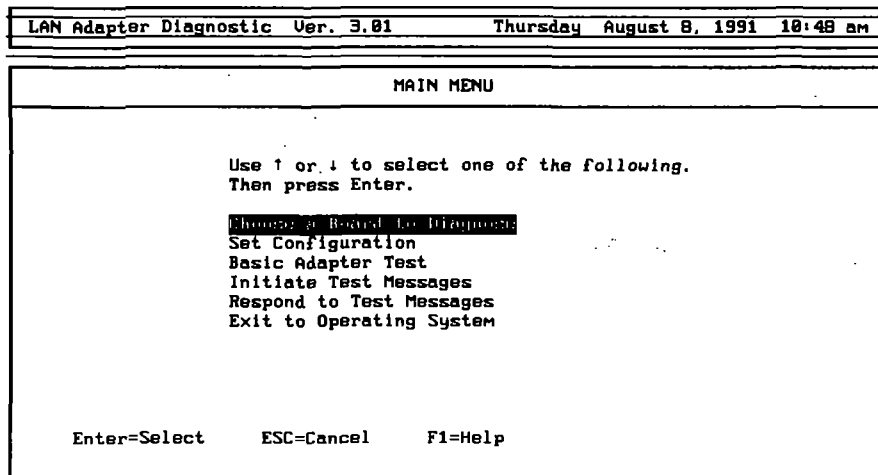 LAN Adapter Diagnostic Ver. 3.01 Thursday August 8, 1991 10:48 am
MAIN MENU
Use ↑ or ↓ to select one of the following.
Then press Enter.
Choose a Board to Diagnose
Set Configuration
Basic Adapter Test
Initiate Test Messages
Respond to Test Messages
Exit to Operating System
Enter=Select ESC=Cancel F1=Help